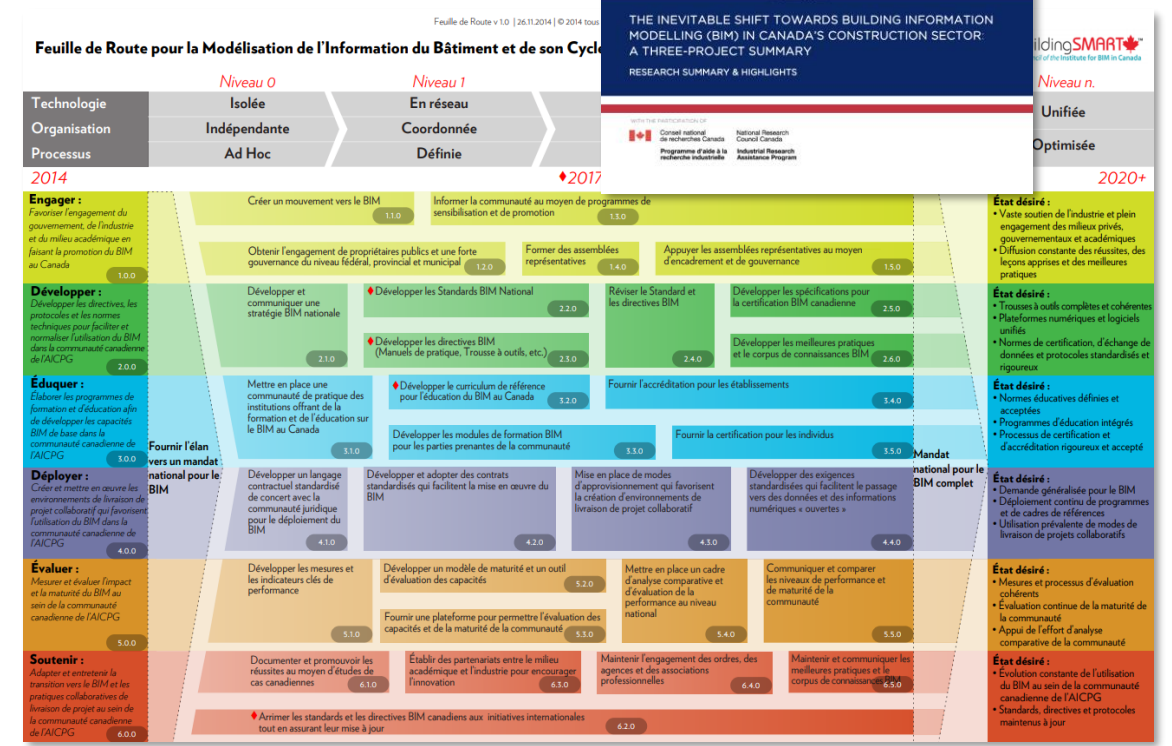 Feuille de Route v 1.0 | 26.11.2014 | © 2014 tous
Feuille de Route pour la Modélisation de l'Information du Bâtiment et de son Cycl
THE INEVITABLE SHIFT TOWARDS BUILDING INFORMATION
MODELLING (BIM) IN CANADA'S CONSTRUCTION SECTOR:
A THREE-PROJECT SUMMARY
RESEARCH SUMMARY & HIGHLIGHTS
WITH THE PARTICIPATION OF
Conseil national
de recherches Canada
National Research
Council Canada
Programme d'aide à la
recherche industrielle
Industrial Research
Assistance Program
ldingSMART
cil of the Institute for BIM in Canada
Niveau 0
Niveau 1
Niveau n.
Technologie
Isolée
En réseau
Unifiée
Organisation
Indépendante
Coordonnée
Optimisée
Processus
Ad Hoc
Définie
2014
2017
2020+
Engager :
Favoriser l'engagement du
gouvernement, de l'industrie
et du milieu académique en
faisant la promotion du BIM
au Canada
1.0.0
Créer un mouvement vers le BIM
1.1.0
Informer la communauté au moyen de programmes de
sensibilisation et de promotion
1.3.0
Obtenir l'engagement de propriétaires publics et une forte
gouvernance du niveau fédéral, provincial et municipal
1.2.0
Former des assemblées
représentatives
1.4.0
Appuyer les assemblées représentatives au moyen
d'encadrement et de gouvernance
1.5.0
État désiré :
• Vaste soutien de l'industrie et plein
engagement des milieux privés,
gouvernementaux et académiques
• Diffusion constante des réussites, des
leçons apprises et des meilleures
pratiques
Développer :
Développer les directives, les
protocoles et les normes
techniques pour faciliter et
normaliser l'utilisation du BIM
dans la communauté canadienne
de l'AICPG
2.0.0
Développer et
communiquer une
stratégie BIM nationale
2.1.0
Développer les Standards BIM National
2.2.0
Développer les directives BIM
(Manuels de pratique, Trousse à outils, etc.)
2.3.0
Réviser le Standard et
les directives BIM
2.4.0
Développer les spécifications pour
la certification BIM canadienne
2.5.0
Développer les meilleures pratiques
et le corpus de connaissances BIM
2.6.0
État désiré :
• Trousses à outils complètes et cohérentes
• Plateformes numériques et logiciels
unifiés
• Normes de certification, d'échange de
données et protocoles standardisés et
rigoureux
Éduquer :
Élaborer les programmes de
formation et d'éducation afin
de développer les capacités
BIM de base dans la
communauté canadienne de
l'AICPG
3.0.0
Mettre en place une
communauté de pratique des
institutions offrant de la
formation et de l'éducation sur
le BIM au Canada
3.1.0
Développer le curriculum de référence
pour l'éducation du BIM au Canada
3.2.0
Développer les modules de formation BIM
pour les parties prenantes de la communauté
3.3.0
Fournir l'accréditation pour les établissements
3.4.0
Fournir la certification pour les individus
3.5.0
État désiré :
• Normes éducatives définies et
acceptées
• Programmes d'éducation intégrés
• Processus de certification et
d'accréditation rigoureux et accepté
Fournir l'élan
vers un mandat
national pour le
BIM
Mandat
national pour le
BIM complet
Déployer :
Créer et mettre en œuvre les
environnements de livraison de
projet collaboratif qui favorisent
l'utilisation du BIM dans la
communauté canadienne de
l'AICPG
4.0.0
Développer un langage
contractuel standardisé
de concert avec la
communauté juridique
pour le déploiement du
BIM
4.1.0
Développer et adopter des contrats
standardisés qui facilitent la mise en œuvre du
BIM
4.2.0
Mise en place de modes
d'approvisionnement qui favorisent
la création d'environnements de
livraison de projet collaboratif
4.3.0
Développer des exigences
standardisées qui facilitent le passage
vers des données et des informations
numériques « ouvertes »
4.4.0
État désiré :
• Demande généralisée pour le BIM
• Déploiement continu de programmes
et de cadres de références
• Utilisation prévalente de modes de
livraison de projets collaboratifs
Évaluer :
Mesurer et évaluer l'impact
et la maturité du BIM au
sein de la communauté
canadienne de l'AICPG
5.0.0
Développer les mesures et
les indicateurs clés de
performance
5.1.0
Développer un modèle de maturité et un outil
d'évaluation des capacités
5.2.0
Fournir une plateforme pour permettre l'évaluation des
capacités et de la maturité de la communauté
5.3.0
Mettre en place un cadre
d'analyse comparative et
d'évaluation de la
performance au niveau
national
5.4.0
Communiquer et comparer
les niveaux de performance et
de maturité de la
communauté
5.5.0
État désiré :
• Mesures et processus d'évaluation
cohérents
• Évaluation continue de la maturité de
la communauté
• Appui de l'effort d'analyse
comparative de la communauté
Soutenir :
Adapter et entretenir la
transition vers le BIM et les
pratiques collaboratives de
livraison de projet au sein de
la communauté canadienne
de l'AICPG
6.0.0
Documenter et promouvoir les
réussites au moyen d'études de
cas canadiennes
6.1.0
Établir des partenariats entre le milieu
académique et l'industrie pour encourager
l'innovation
6.3.0
Maintenir l'engagement des ordres, des
agences et des associations
professionnelles
6.4.0
Maintenir et communiquer les
meilleures pratiques et le
corpus de connaissances BIM
6.5.0
Arrimer les standards et les directives BIM canadiens aux initiatives internationales
tout en assurant leur mise à jour
6.2.0
État désiré :
• Évolution constante de l'utilisation
du BIM au sein de la communauté
canadienne de l'AICPG
• Standards, directives et protocoles
maintenus à jour